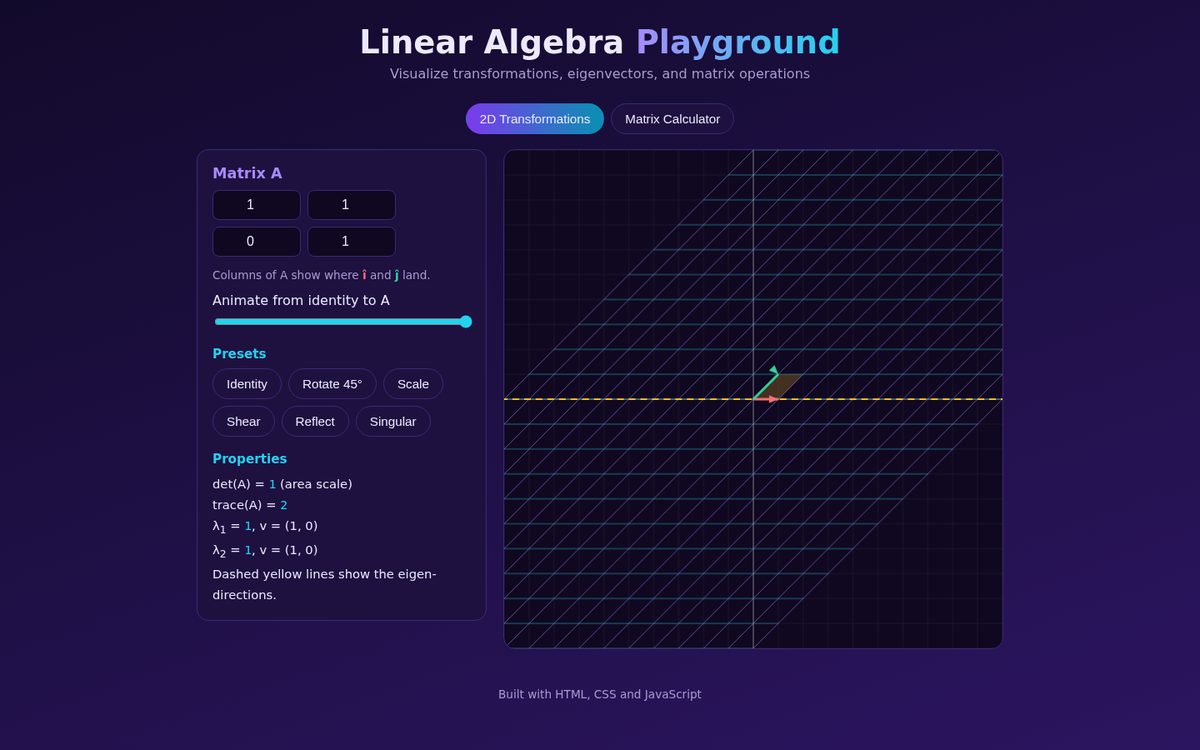 Linear Algebra Playground
Visualize transformations, eigenvectors, and matrix operations
2D Transformations
Matrix Calculator
Matrix A
1 1
0 1
Columns of A show where î and ĵ land.
Animate from identity to A
Presets
Identity Rotate 45° Scale
Shear Reflect Singular
Properties
det(A) = 1 (area scale)
trace(A) = 2
λ₁ = 1, v = (1, 0)
λ₂ = 1, v = (1, 0)
Dashed yellow lines show the eigen-
directions.
Built with HTML, CSS and JavaScript